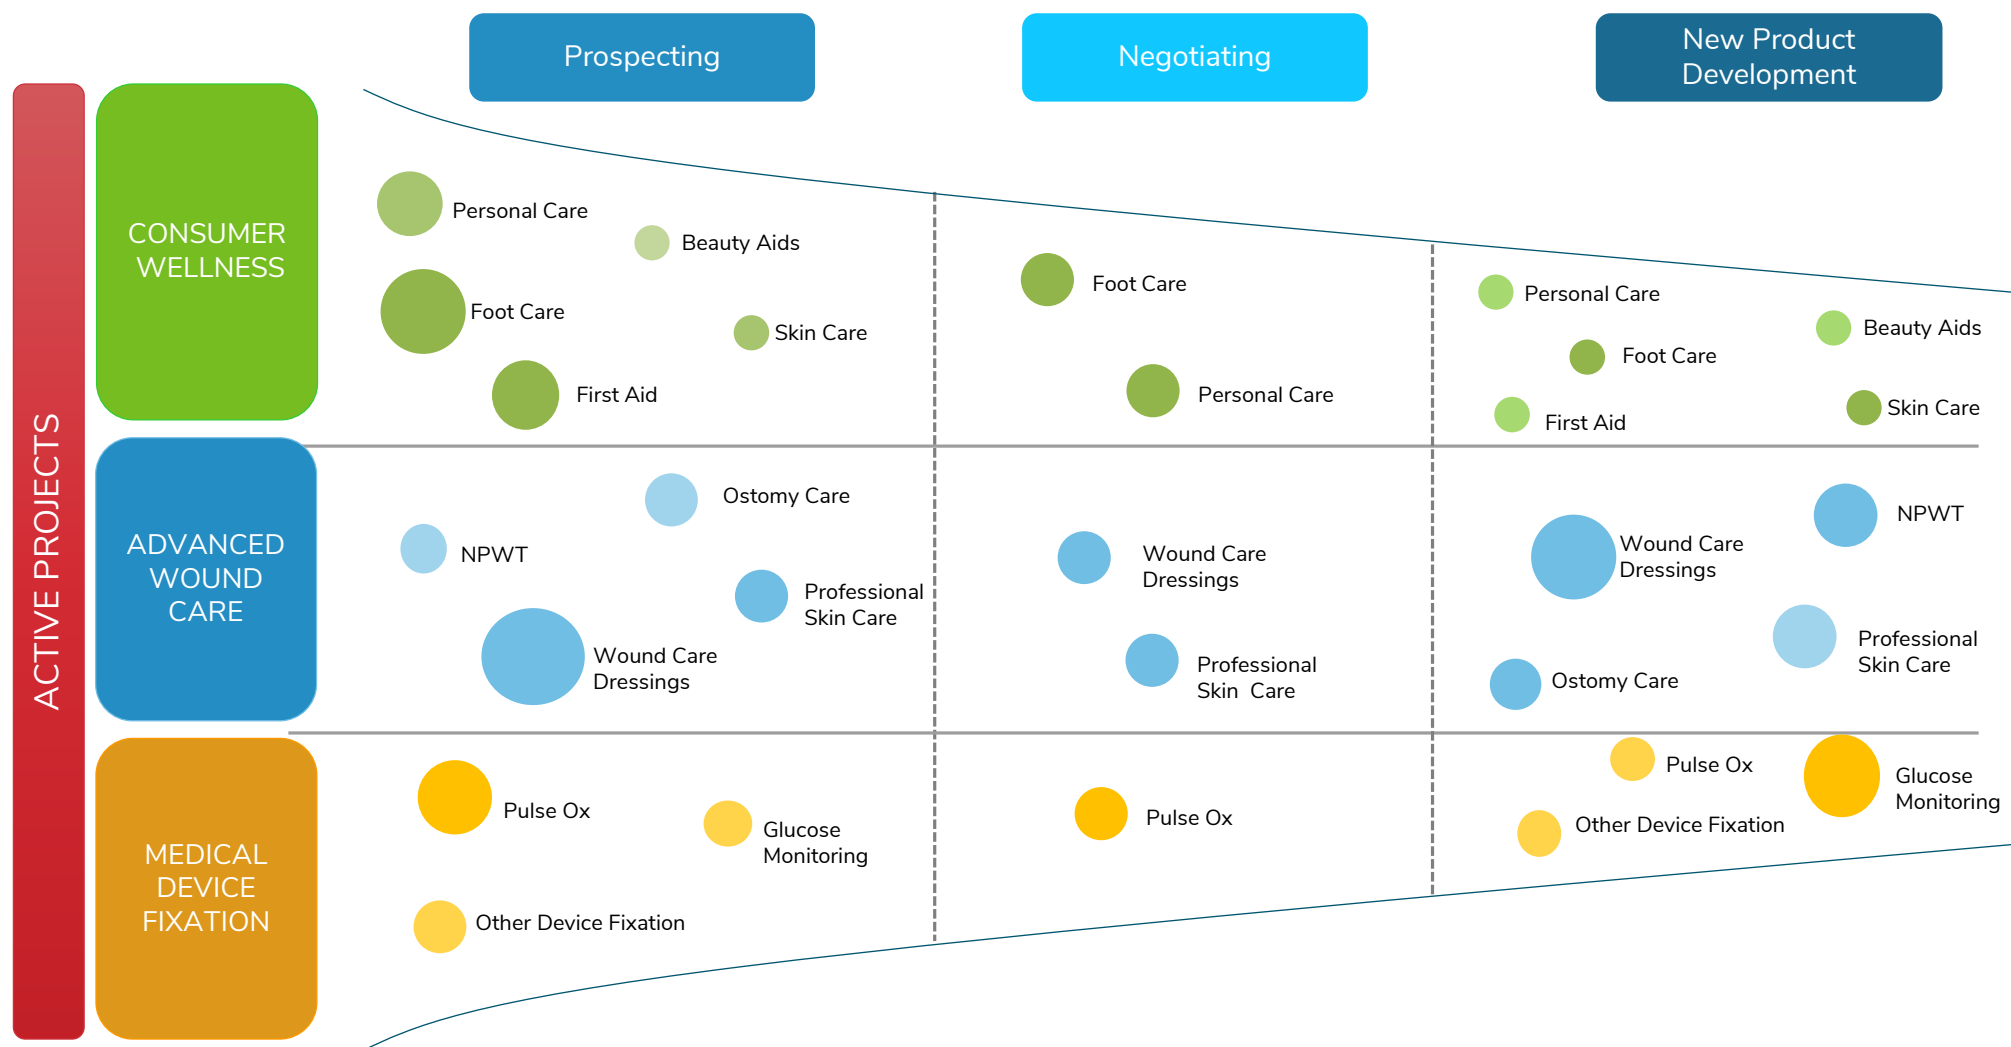 Prospecting
Negotiating
New Product
Development
ACTIVE PROJECTS
CONSUMER
WELLNESS
Personal Care
Beauty Aids
Foot Care
Skin Care
First Aid
Foot Care
Personal Care
Personal Care
Beauty Aids
Foot Care
Skin Care
First Aid
ADVANCED
WOUND
CARE
Ostomy Care
NPWT
Professional
Skin Care
Wound Care
Dressings
Wound Care
Dressings
Professional
Skin  Care
NPWT
Wound Care
Dressings
Professional
Skin Care
Ostomy Care
MEDICAL
DEVICE
FIXATION
Pulse Ox
Glucose
Monitoring
Other Device Fixation
Pulse Ox
Pulse Ox
Glucose
Monitoring
Other Device Fixation